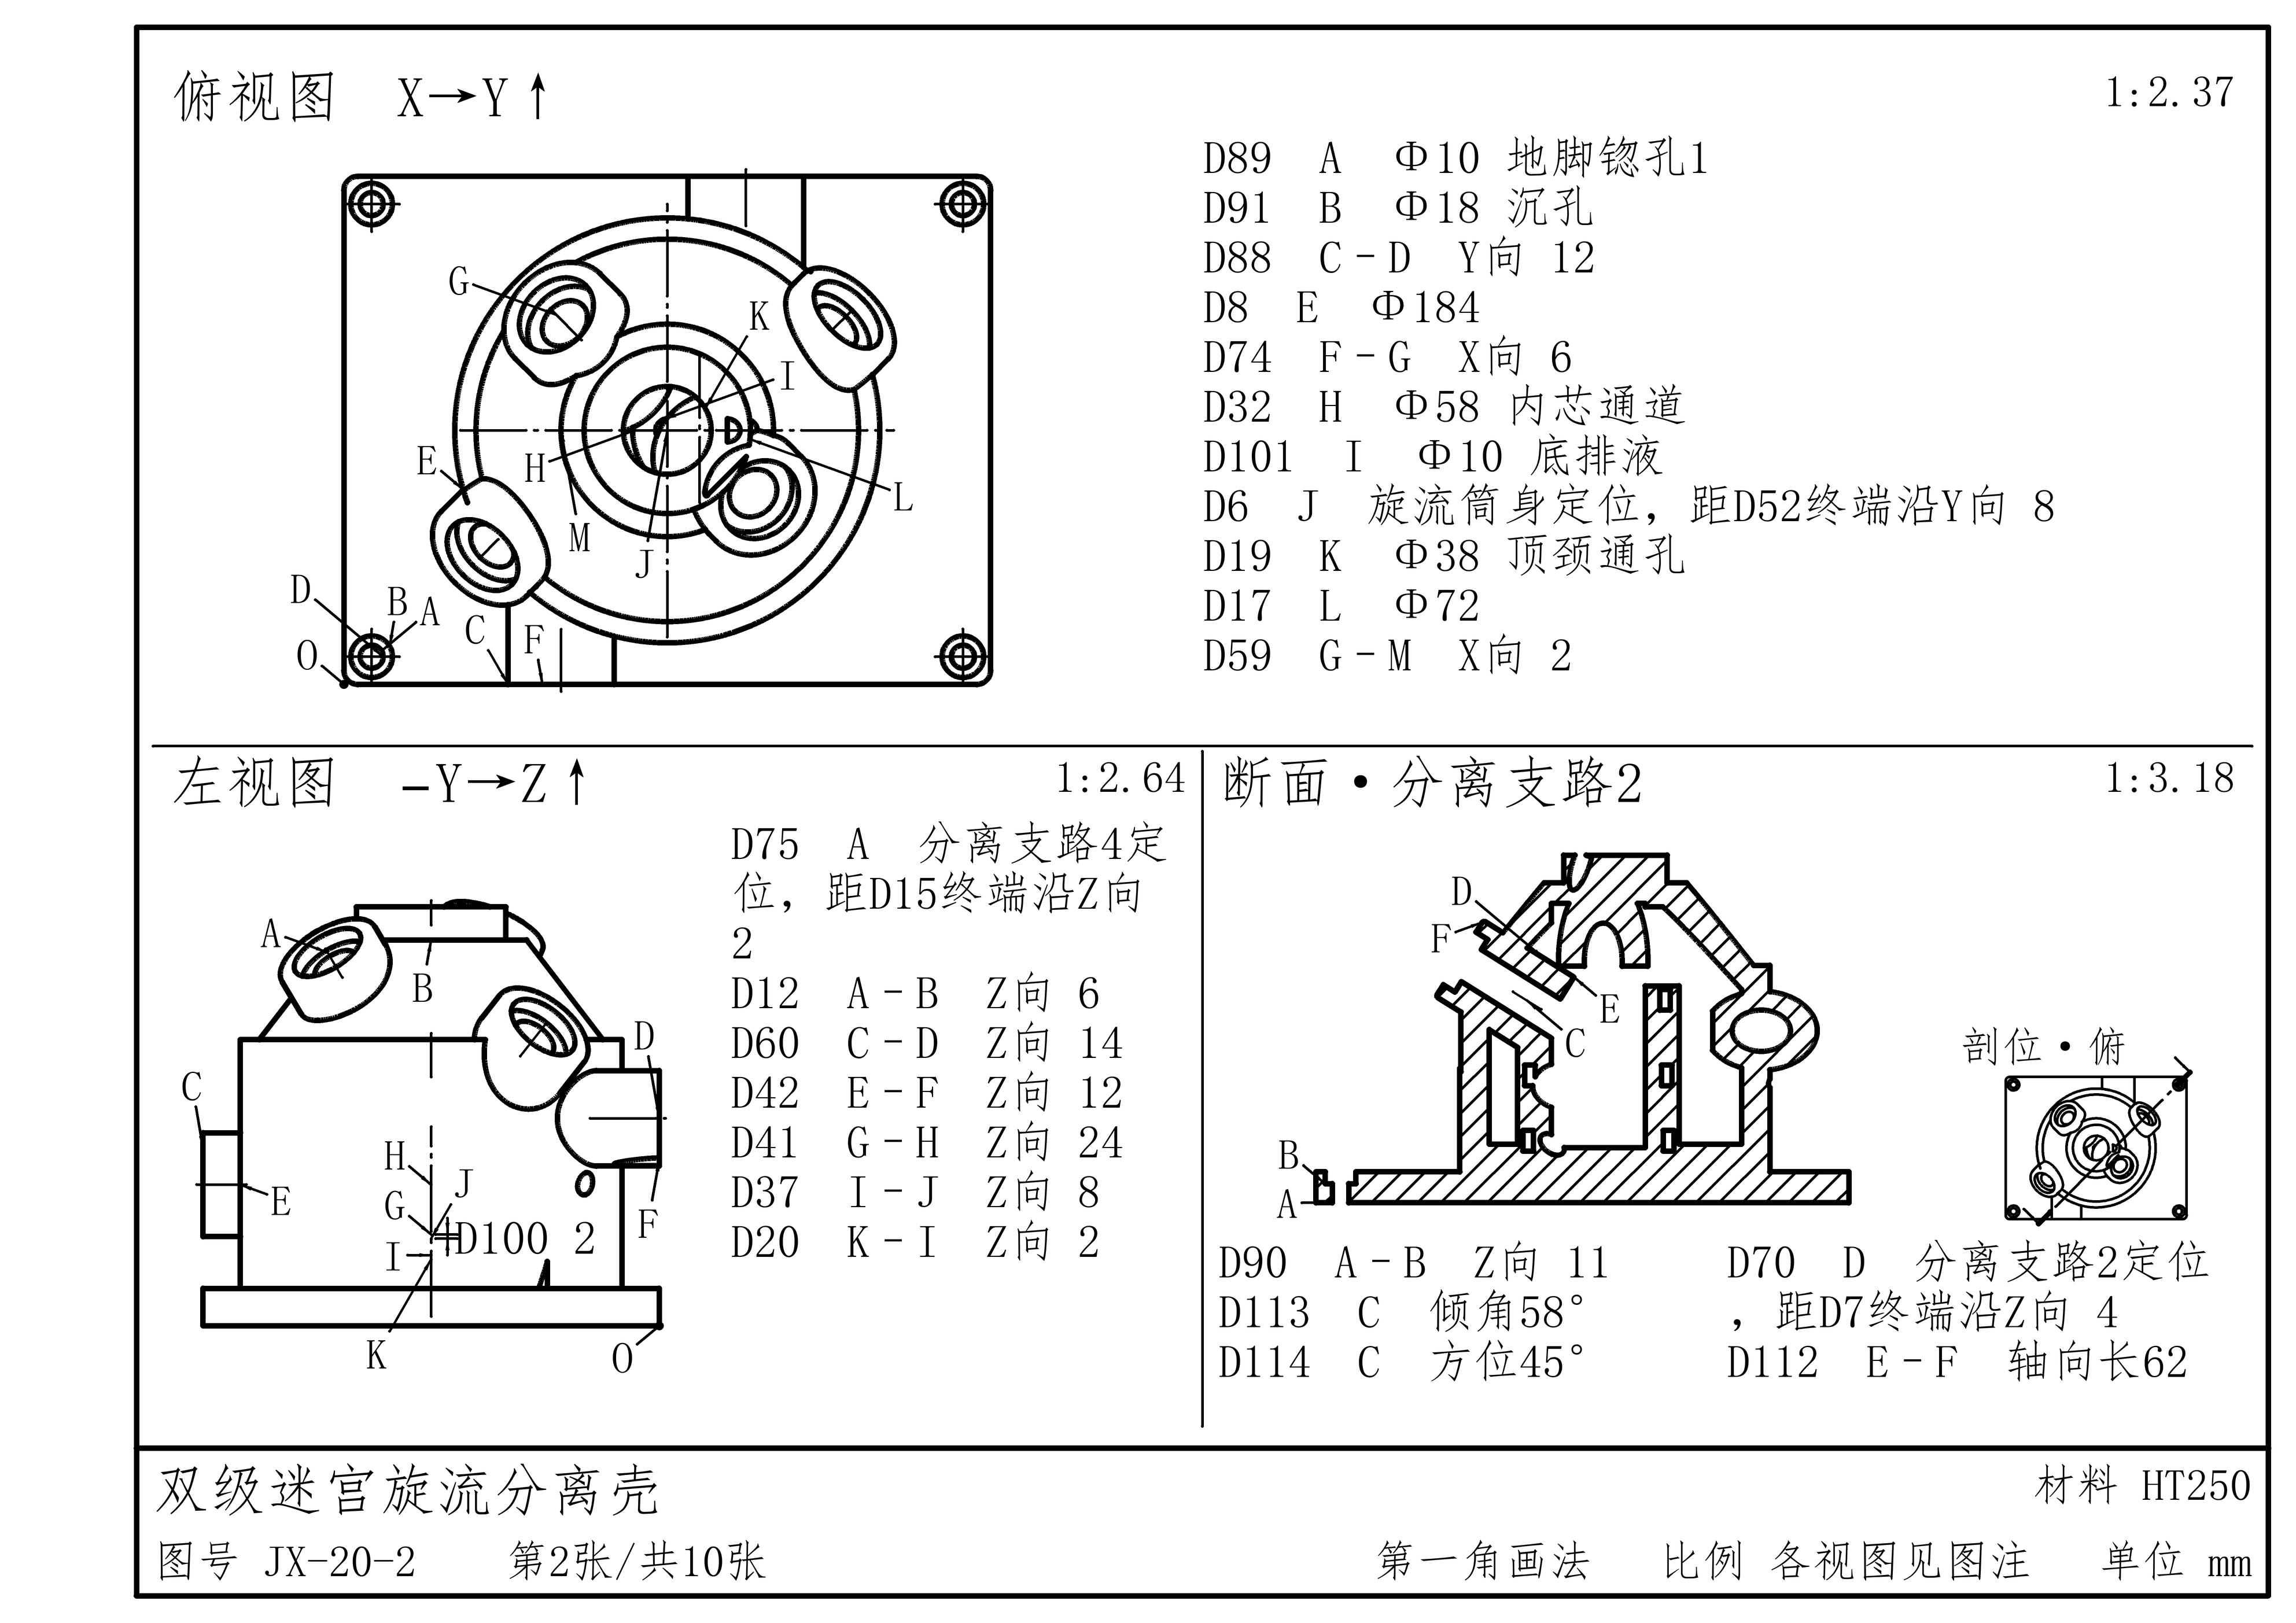 俯视图 X→Y↑ 1:2.37
D89 A Φ10 地脚锪孔1
D91 B Φ18 沉孔
D88 C-D Y向 12
D8 E Φ184
D74 F-G X向 6
D32 H Φ58 内芯通道
D101 I Φ10 底排液
D6 J 旋流筒身定位，距D52终端沿Y向 8
D19 K Φ38 顶颈通孔
D17 L Φ72
D59 G-M X向 2
G
K
I
E
H
L
M
J
D
B
A
C
F
O
左视图 -Y→Z↑ 1:2.64
D75 A 分离支路4定
位，距D15终端沿Z向
2
D12 A-B Z向 6
D60 C-D Z向 14
D42 E-F Z向 12
D41 G-H Z向 24
D37 I-J Z向 8
D20 K-I Z向 2
A
B
D
C
H
J
E
G
F
D100 2
I
K
O
断面·分离支路2 1:3.18
D
F
E
C
B
A
剖位·俯
D90 A-B Z向 11
D113 C 倾角58°
D114 C 方位45°
D70 D 分离支路2定位
，距D7终端沿Z向 4
D112 E-F 轴向长62
双级迷宫旋流分离壳 材料 HT250
图号 JX-20-2 第2张/共10张 第一角画法 比例 各视图见图注 单位 mm